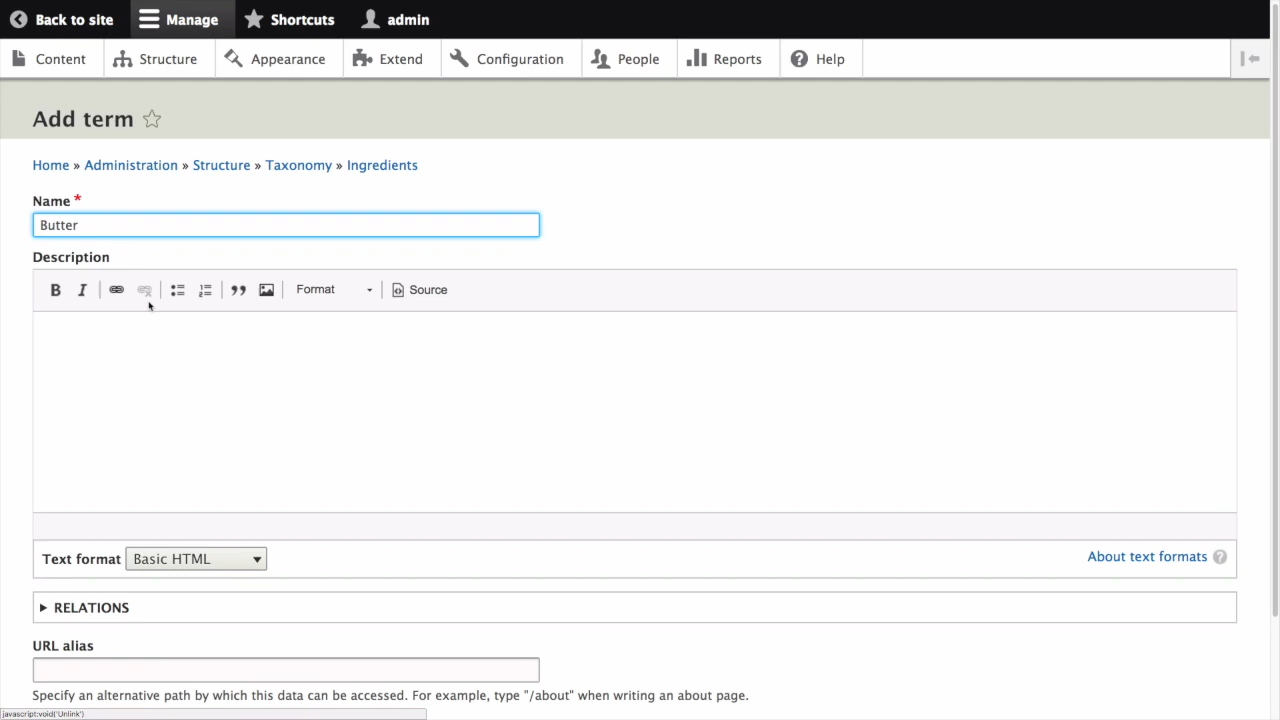 Back to site Manage Shortcuts admin
Content Structure Appearance Extend Configuration People Reports Help
Add term
Home » Administration » Structure » Taxonomy » Ingredients
Name *
Butter
Description
B I Format Source
Text format Basic HTML About text formats ?
RELATIONS
URL alias
Specify an alternative path by which this data can be accessed. For example, type "/about" when writing an about page.
javascript:void('Unlink')